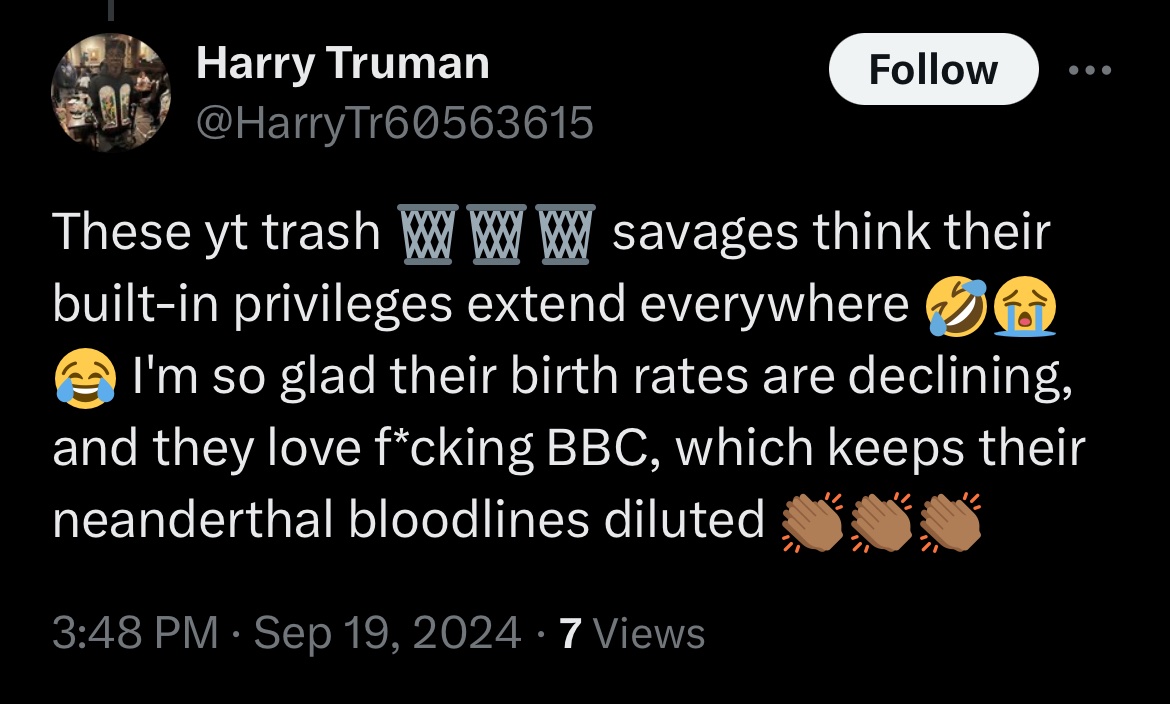 Harry Truman
Follow
@HarryTr60563615
These yt trash 🗑🗑🗑 savages think their
built-in privileges extend everywhere 🤣😭
😂 I'm so glad their birth rates are declining,
and they love f*cking BBC, which keeps their
neanderthal bloodlines diluted 👏🏽👏🏽👏🏽
3:48 PM · Sep 19, 2024 · 7 Views